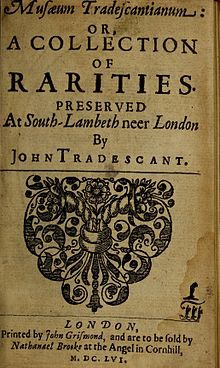 Musæum Tradescantianum:
OR,
A COLLECTION
OF
RARITIES.
PRESERVED
At South-Lambeth neer London
By
JOHN TRADESCANT.
LONDON,
Printed by John Grismond, and are to be sold by
Nathanael Brooke at the Angel in Cornhill,
M. DC. LVI.